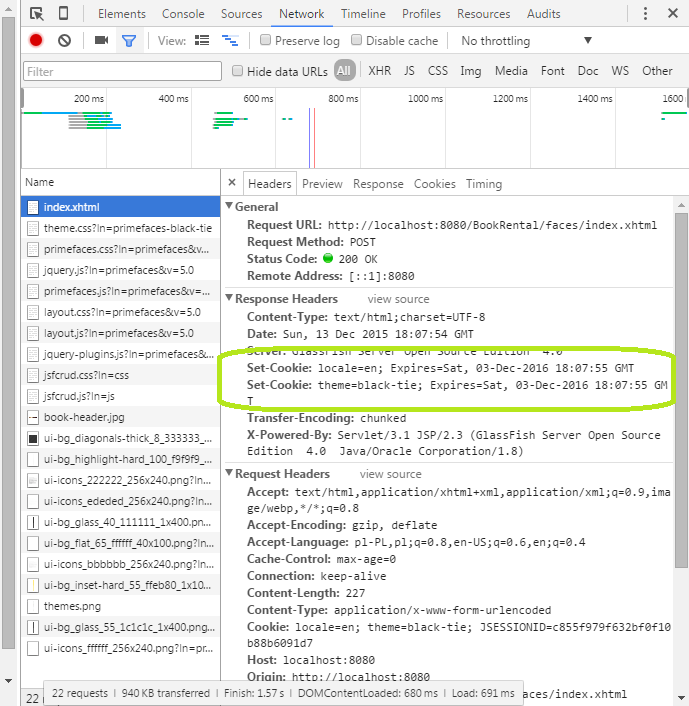 Elements Console Sources Network Timeline Profiles Resources Audits
View: Preserve log Disable cache No throttling
Filter Hide data URLs All XHR JS CSS Img Media Font Doc WS Other
200 ms 400 ms 600 ms 800 ms 1000 ms 1200 ms 1400 ms 1600
Name
index.xhtml
theme.css?ln=primefaces-black-tie
primefaces.css?ln=primefaces&v...
jquery.js?ln=primefaces&v=5.0
primefaces.js?ln=primefaces&v=...
layout.css?ln=primefaces&v=5.0
layout.js?ln=primefaces&v=5.0
jquery-plugins.js?ln=primefaces&...
jsfcrud.css?ln=css
jsfcrud.js?ln=js
book-header.jpg
ui-bg_diagonals-thick_8_333333_...
ui-bg_highlight-hard_100_f9f9f9_...
ui-icons_222222_256x240.png?ln...
ui-icons_ededed_256x240.png?ln...
ui-bg_glass_40_111111_1x400.pn...
ui-bg_flat_65_ffffff_40x100.png?ln...
ui-icons_bbbbbb_256x240.png?ln...
ui-bg_inset-hard_55_ffeb80_1x10...
themes.png
ui-bg_glass_55_1c1c1c_1x400.png...
ui-icons_ffffff_256x240.png?ln=pr...
Headers Preview Response Cookies Timing
General
Request URL: http://localhost:8080/BookRental/faces/index.xhtml
Request Method: POST
Status Code: 200 OK
Remote Address: [::1]:8080
Response Headers view source
Content-Type: text/html;charset=UTF-8
Date: Sun, 13 Dec 2015 18:07:54 GMT
Server: GlassFish Server Open Source Edition 4.0
Set-Cookie: locale=en; Expires=Sat, 03-Dec-2016 18:07:55 GMT
Set-Cookie: theme=black-tie; Expires=Sat, 03-Dec-2016 18:07:55 GM
T
Transfer-Encoding: chunked
X-Powered-By: Servlet/3.1 JSP/2.3 (GlassFish Server Open Source
Edition 4.0 Java/Oracle Corporation/1.8)
Request Headers view source
Accept: text/html,application/xhtml+xml,application/xml;q=0.9,ima
ge/webp,*/*;q=0.8
Accept-Encoding: gzip, deflate
Accept-Language: pl-PL,pl;q=0.8,en-US;q=0.6,en;q=0.4
Cache-Control: max-age=0
Connection: keep-alive
Content-Length: 227
Content-Type: application/x-www-form-urlencoded
Cookie: locale=en; theme=black-tie; JSESSIONID=c855f979f632bf0f10
b88b6091d7
Host: localhost:8080
Origin: http://localhost:8080
es/index.xhtml
22
22 requests | 940 KB transferred | Finish: 1.57 s | DOMContentLoaded: 680 ms | Load: 691 ms